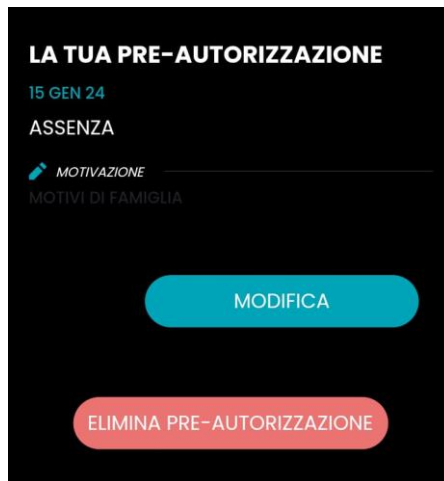 LA TUA PRE-AUTORIZZAZIONE
15 GEN 24
ASSENZA
MOTIVAZIONE
MOTIVI DI FAMIGLIA
MODIFICA
ELIMINA PRE-AUTORIZZAZIONE